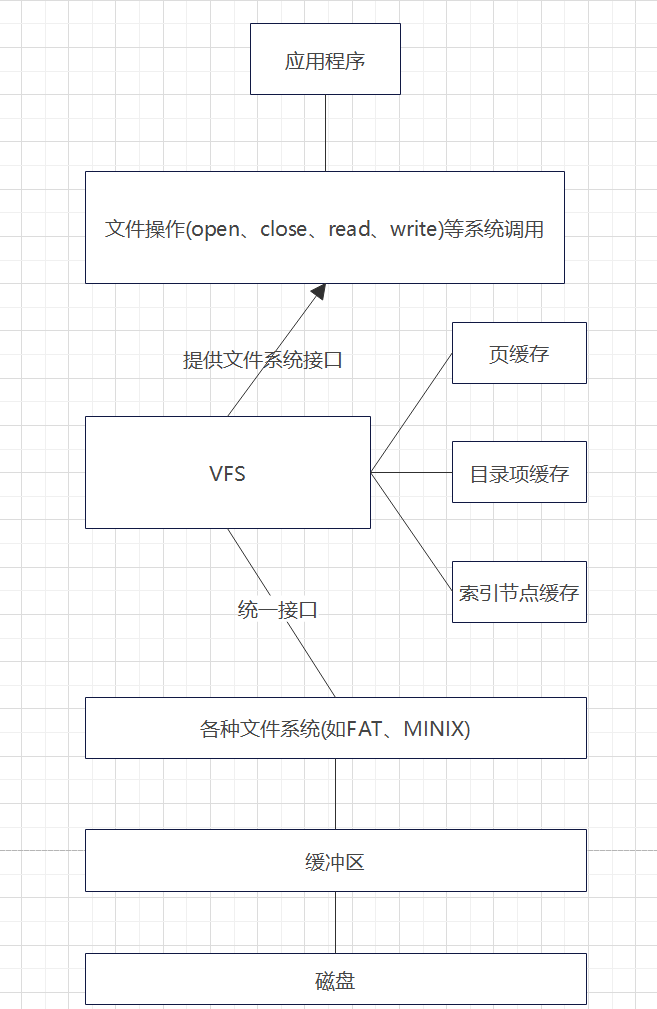 应用程序
文件操作(open、close、read、write)等系统调用
提供文件系统接口
页缓存
VFS
目录项缓存
索引节点缓存
统一接口
各种文件系统(如FAT、MINIX)
缓冲区
磁盘